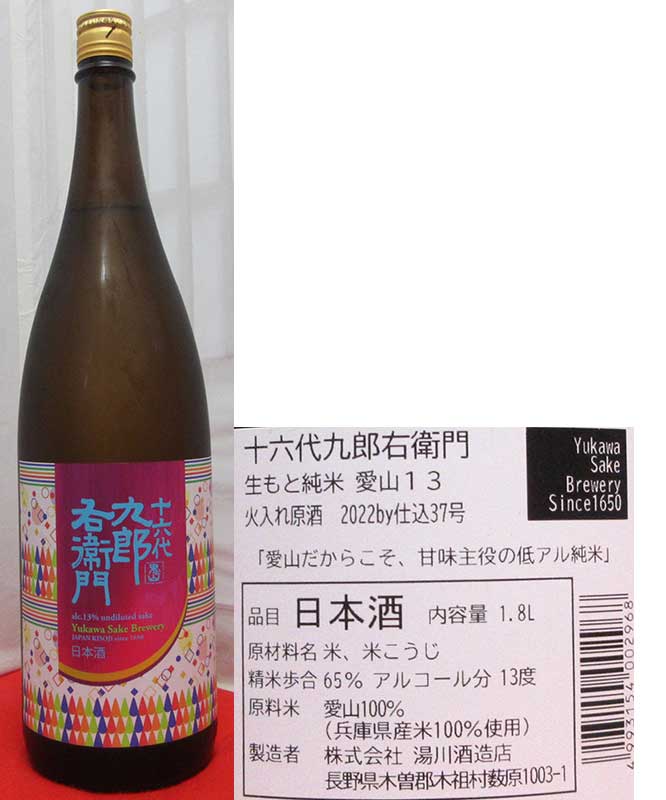 十六代
九郎
右衛門
alc.13% undiluted sake
Yukawa Sake Brewery
JAPAN KISOJI since 1650
日本酒
十六代九郎右衛門
生もと純米 愛山13
火入れ原酒 2022by仕込37号
Yukawa
Sake
Brewery
Since1650
「愛山だからこそ、甘味主役の低アル純米」
品目 日本酒 内容量 1.8L
原材料名 米、米こうじ
精米歩合 65% アルコール分 13度
原料米 愛山100%
(兵庫県産米100%使用)
製造者 株式会社 湯川酒造店
長野県木曽郡木祖村薮原1003-1
4993154002968